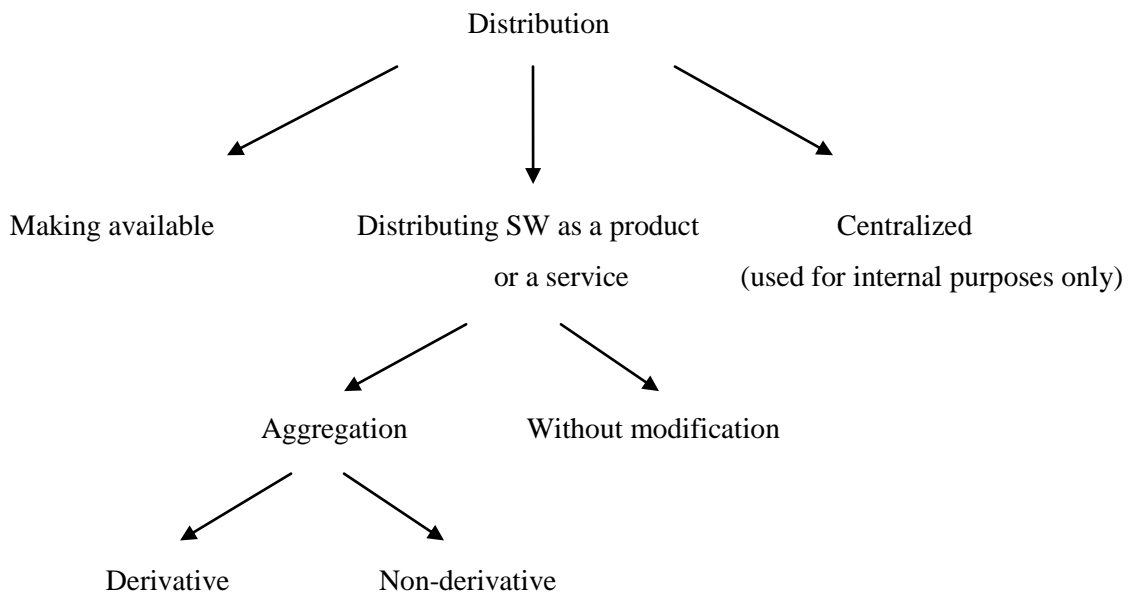 Distribution
Making available
Distributing SW as a product
or a service
Centralized
(used for internal purposes only)
Aggregation
Without modification
Derivative
Non-derivative